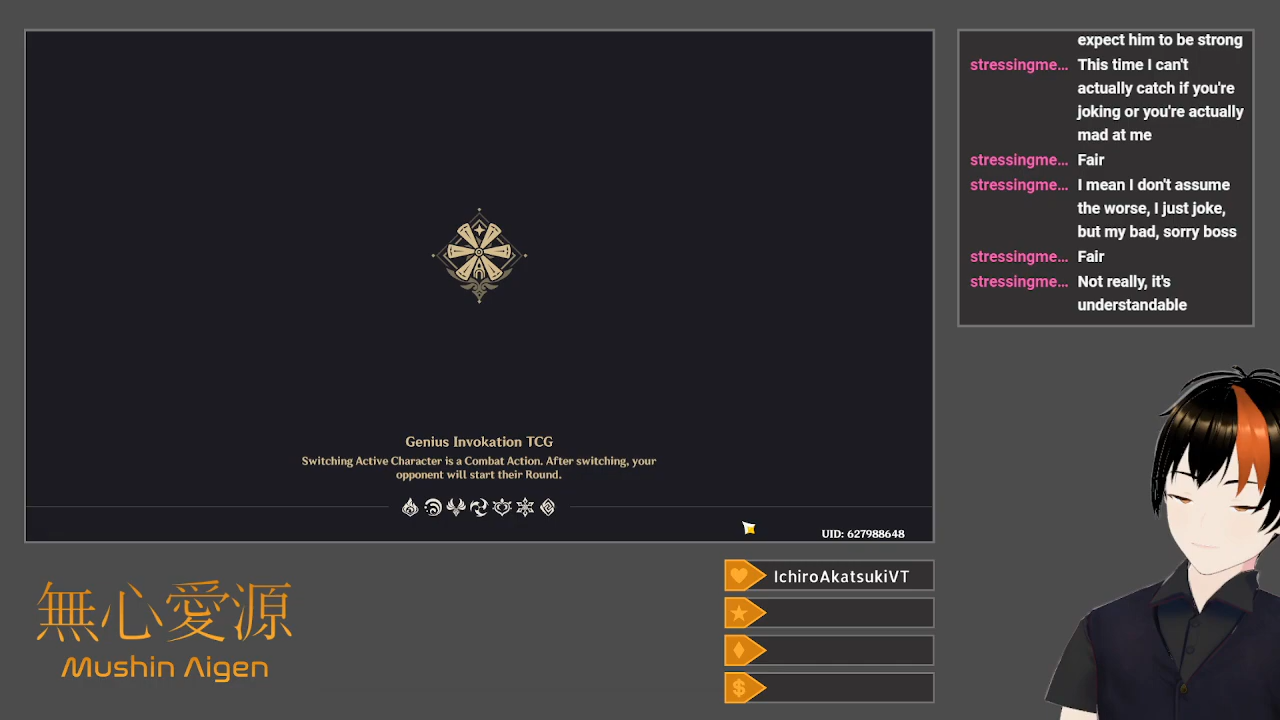 expect him to be strong
stressingme... This time I can't
actually catch if you're
joking or you're actually
mad at me
stressingme... Fair
stressingme... I mean I don't assume
the worse, I just joke,
but my bad, sorry boss
stressingme... Fair
stressingme... Not really, it's
understandable
Genius Invokation TCG
Switching Active Character is a Combat Action. After switching, your
opponent will start their Round.
UID: 627988648
IchiroAkatsukiVT
$
無心愛源
Mushin Aigen